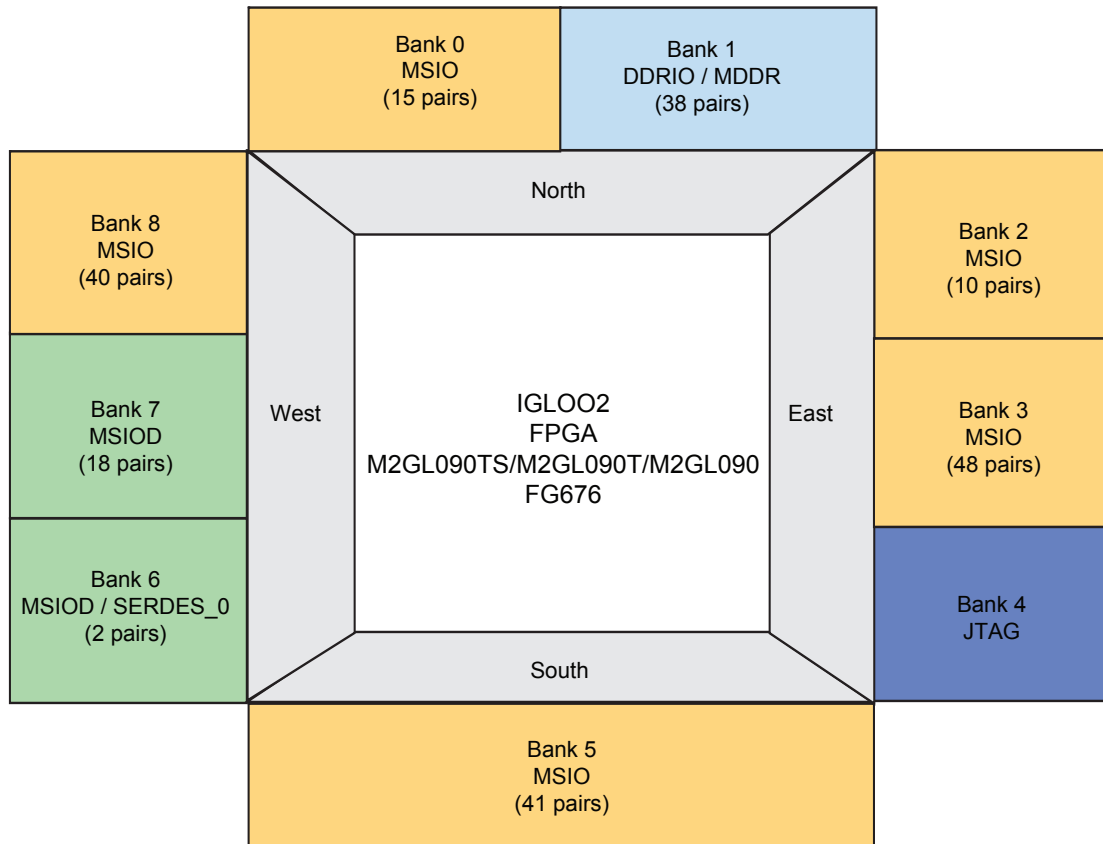 Bank 0
MSIO
(15 pairs)
Bank 1
DDRIO / MDDR
(38 pairs)
North
Bank 8
MSIO
(40 pairs)
Bank 2
MSIO
(10 pairs)
Bank 7
MSIOD
(18 pairs)
West
IGLOO2
FPGA
M2GL090TS/M2GL090T/M2GL090
FG676
East
Bank 3
MSIO
(48 pairs)
Bank 6
MSIOD / SERDES_0
(2 pairs)
Bank 4
JTAG
South
Bank 5
MSIO
(41 pairs)